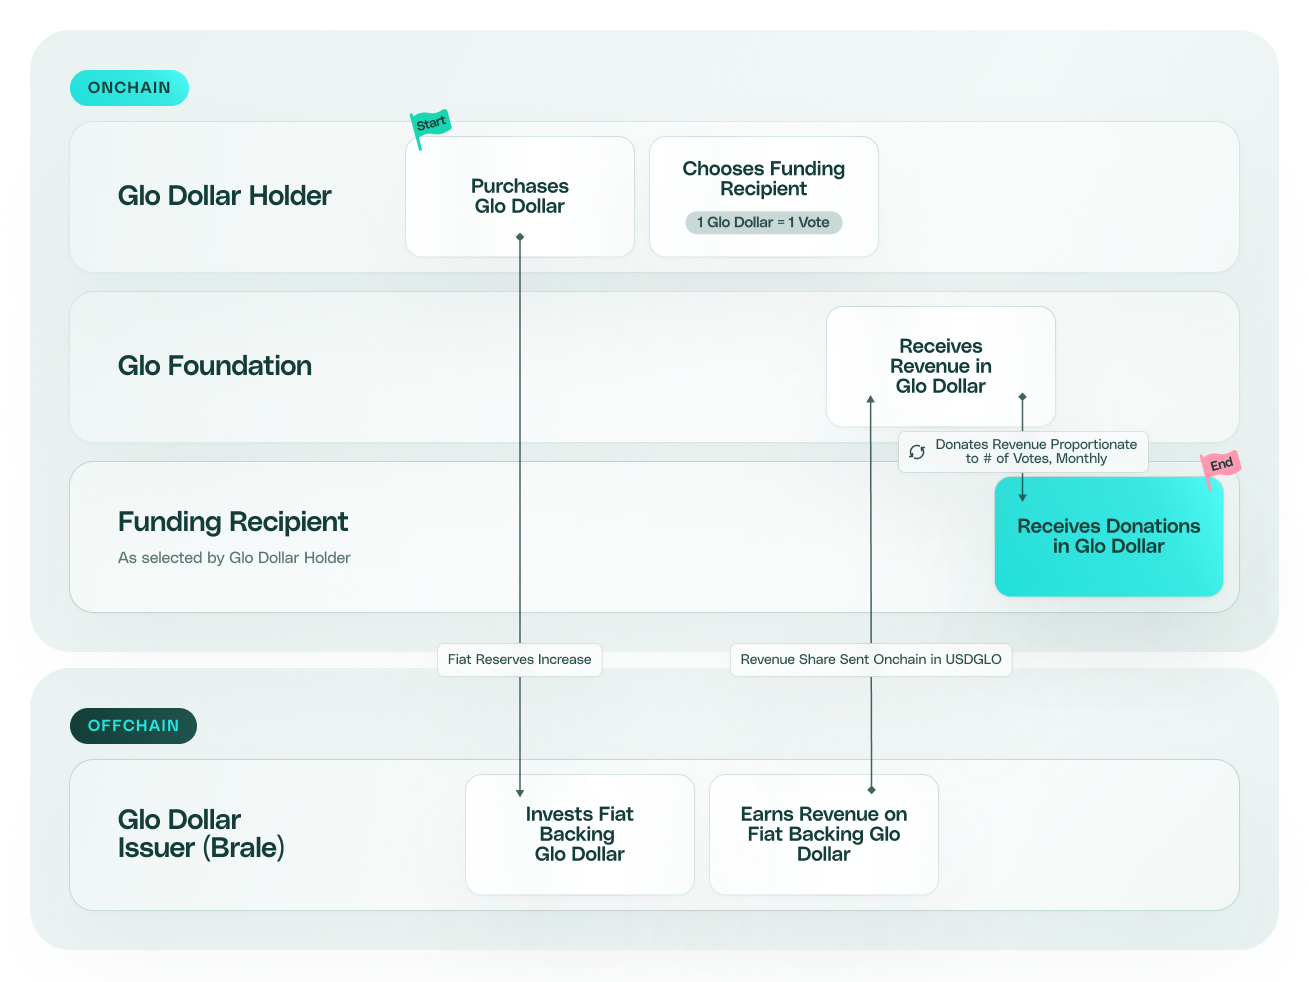 ONCHAIN
Start
Glo Dollar Holder
Purchases
Glo Dollar
Chooses Funding
Recipient
1 Glo Dollar = 1 Vote
Glo Foundation
Receives
Revenue in
Glo Dollar
Donates Revenue Proportionate
to # of Votes, Monthly
End
Funding Recipient
As selected by Glo Dollar Holder
Receives Donations
in Glo Dollar
Fiat Reserves Increase
Revenue Share Sent Onchain in USDGLO
OFFCHAIN
Glo Dollar
Issuer (Brale)
Invests Fiat
Backing
Glo Dollar
Earns Revenue on
Fiat Backing Glo
Dollar